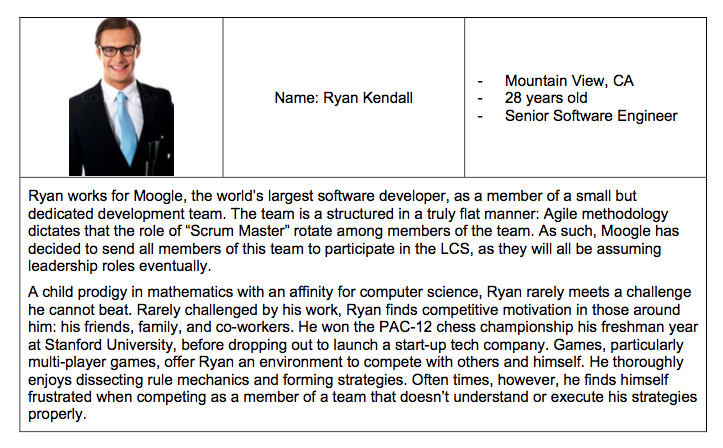 Name: Ryan Kendall
- Mountain View, CA
- 28 years old
- Senior Software Engineer
Ryan works for Moogle, the world's largest software developer, as a member of a small but
dedicated development team. The team is a structured in a truly flat manner: Agile methodology
dictates that the role of “Scrum Master” rotate among members of the team. As such, Moogle has
decided to send all members of this team to participate in the LCS, as they will all be assuming
leadership roles eventually.
A child prodigy in mathematics with an affinity for computer science, Ryan rarely meets a challenge
he cannot beat. Rarely challenged by his work, Ryan finds competitive motivation in those around
him: his friends, family, and co-workers. He won the PAC-12 chess championship his freshman year
at Stanford University, before dropping out to launch a start-up tech company. Games, particularly
multi-player games, offer Ryan an environment to compete with others and himself. He thoroughly
enjoys dissecting rule mechanics and forming strategies. Often times, however, he finds himself
frustrated when competing as a member of a team that doesn't understand or execute his strategies
properly.